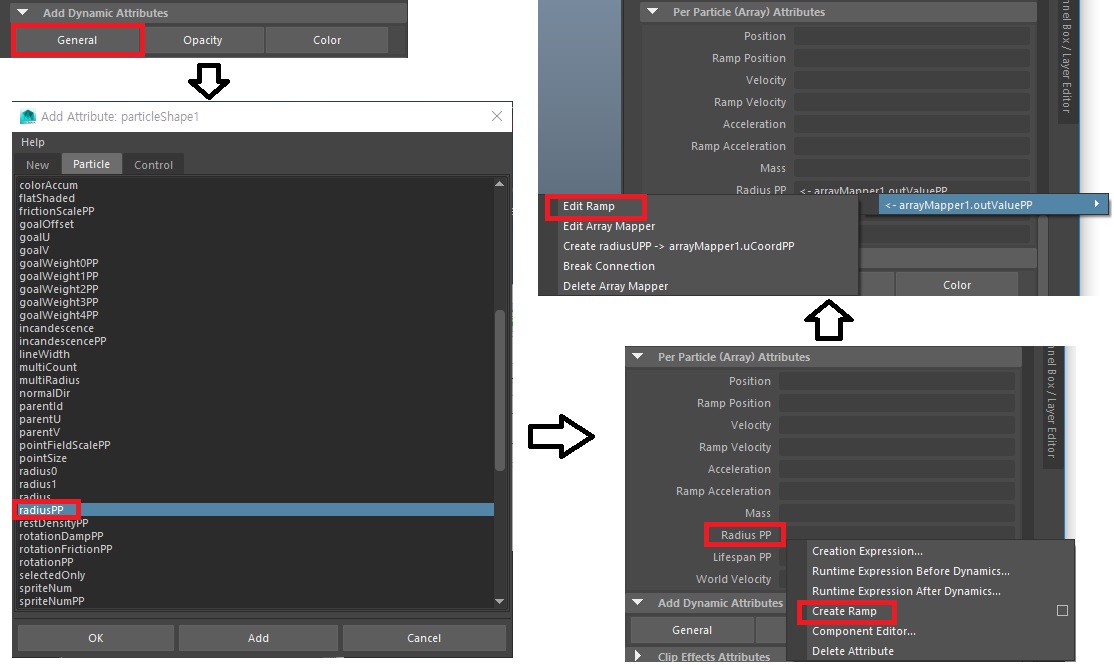 Add Dynamic Attributes
General
Opacity
Color
Add Attribute: particleShape1
Help
New
Particle
Control
colorAccum
flatShaded
frictionScalePP
goalOffset
goalU
goalV
goalWeight0PP
goalWeight1PP
goalWeight2PP
goalWeight3PP
goalWeight4PP
incandescence
incandescencePP
lineWidth
multiCount
multiRadius
normalDir
parentId
parentU
parentV
pointFieldScalePP
pointSize
radius0
radius1
radius
radiusPP
restDensityPP
rotationDampPP
rotationFrictionPP
rotationPP
selectedOnly
spriteNum
spriteNumPP
OK
Add
Cancel
Per Particle (Array) Attributes
Position
Ramp Position
Velocity
Ramp Velocity
Acceleration
Ramp Acceleration
Mass
Radius PP
Lifespan PP
World Velocity
Add Dynamic Attributes
General
Clip Effects Attributes
Creation Expression...
Runtime Expression Before Dynamics...
Runtime Expression After Dynamics...
Create Ramp
Component Editor...
Delete Attribute
nnel Box / Layer Editor
Per Particle (Array) Attributes
Position
Ramp Position
Velocity
Ramp Velocity
Acceleration
Ramp Acceleration
Mass
Radius PP
<- arrayMapper1.outValuePP
<- arrayMapper1.outValuePP
Edit Ramp
Edit Array Mapper
Create radiusUPP -> arrayMapper1.uCoordPP
Break Connection
Delete Array Mapper
Color
nnel Box / Layer Editor